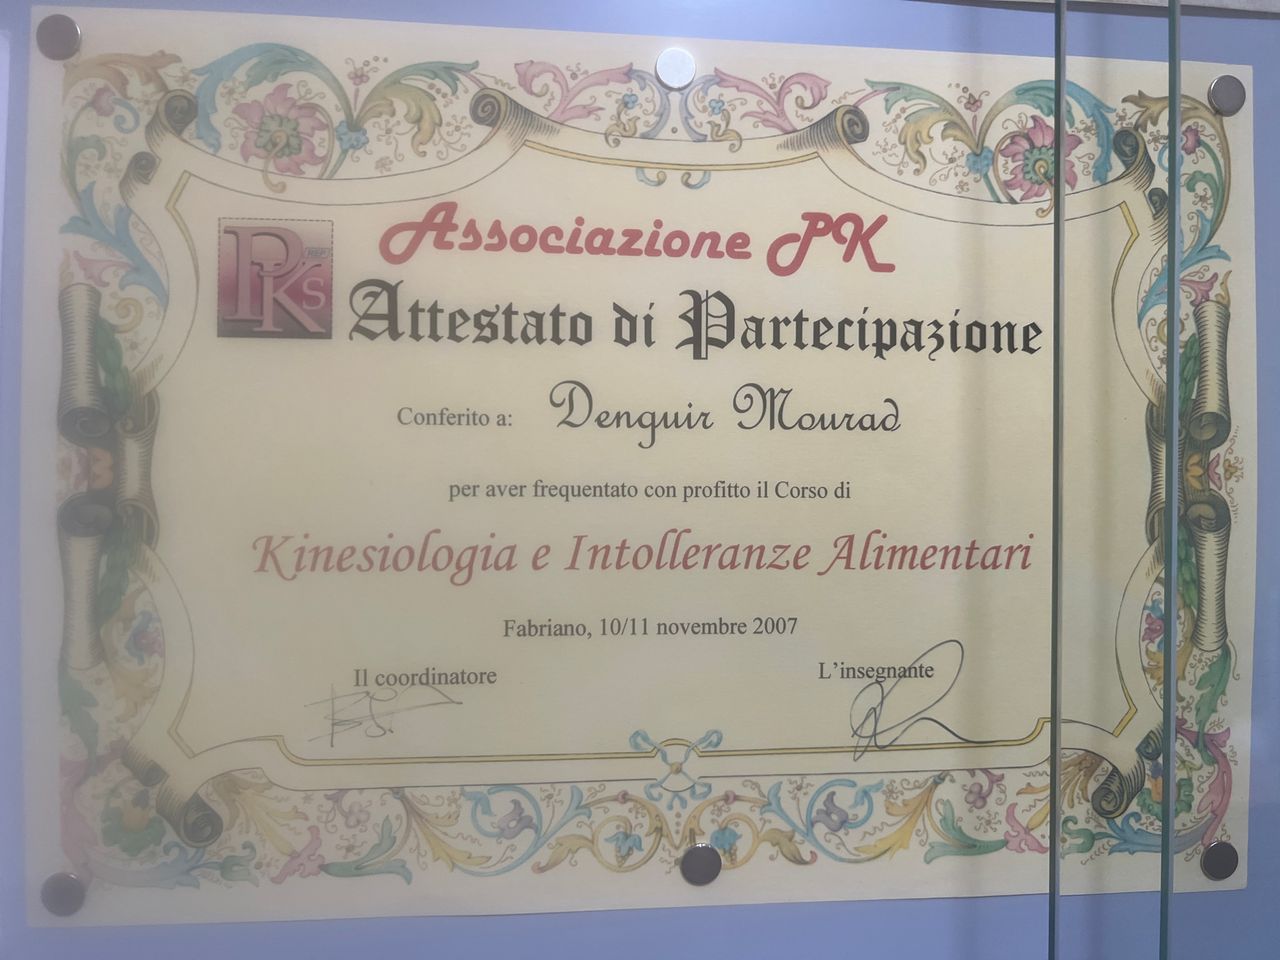 Associazione PK
PKs REF
Attestato di Partecipazione
Conferito a: Denguir Mourad
per aver frequentato con profitto il Corso di
Kinesiologia e Intolleranze Alimentari
Fabriano, 10/11 novembre 2007
Il coordinatore
L'insegnante